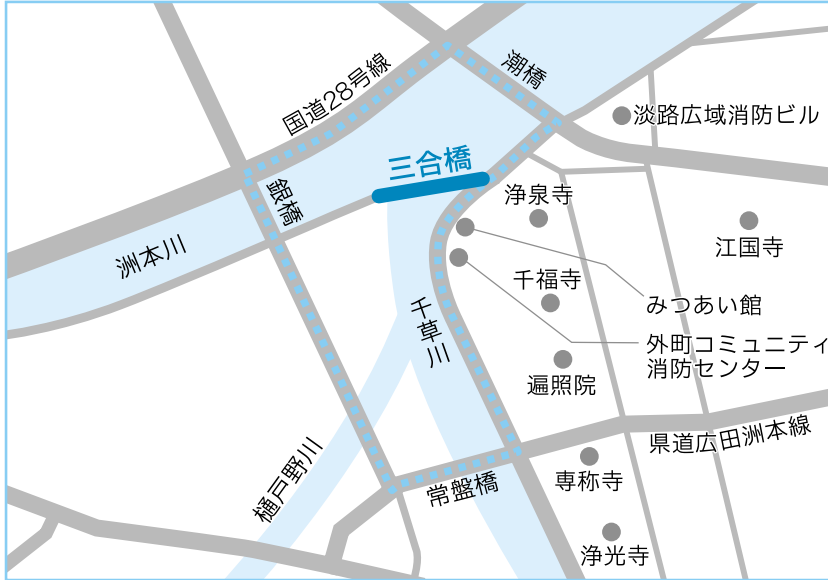 国道28号線
潮橋
淡路広域消防ビル
三合橋
銀橋
浄泉寺
江国寺
洲本川
千福寺
みつあい館
千草川
外町コミュニティ
消防センター
遍照院
県道広田洲本線
樋戸野川
常盤橋
専称寺
浄光寺